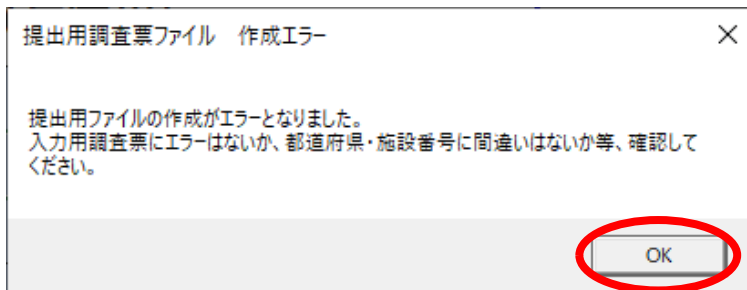 提出用調査票ファイル　作成エラー
提出用ファイルの作成がエラーとなりました。
入力用調査票にエラーはないか、都道府県・施設番号に間違いはないか等、確認して
ください。
OK